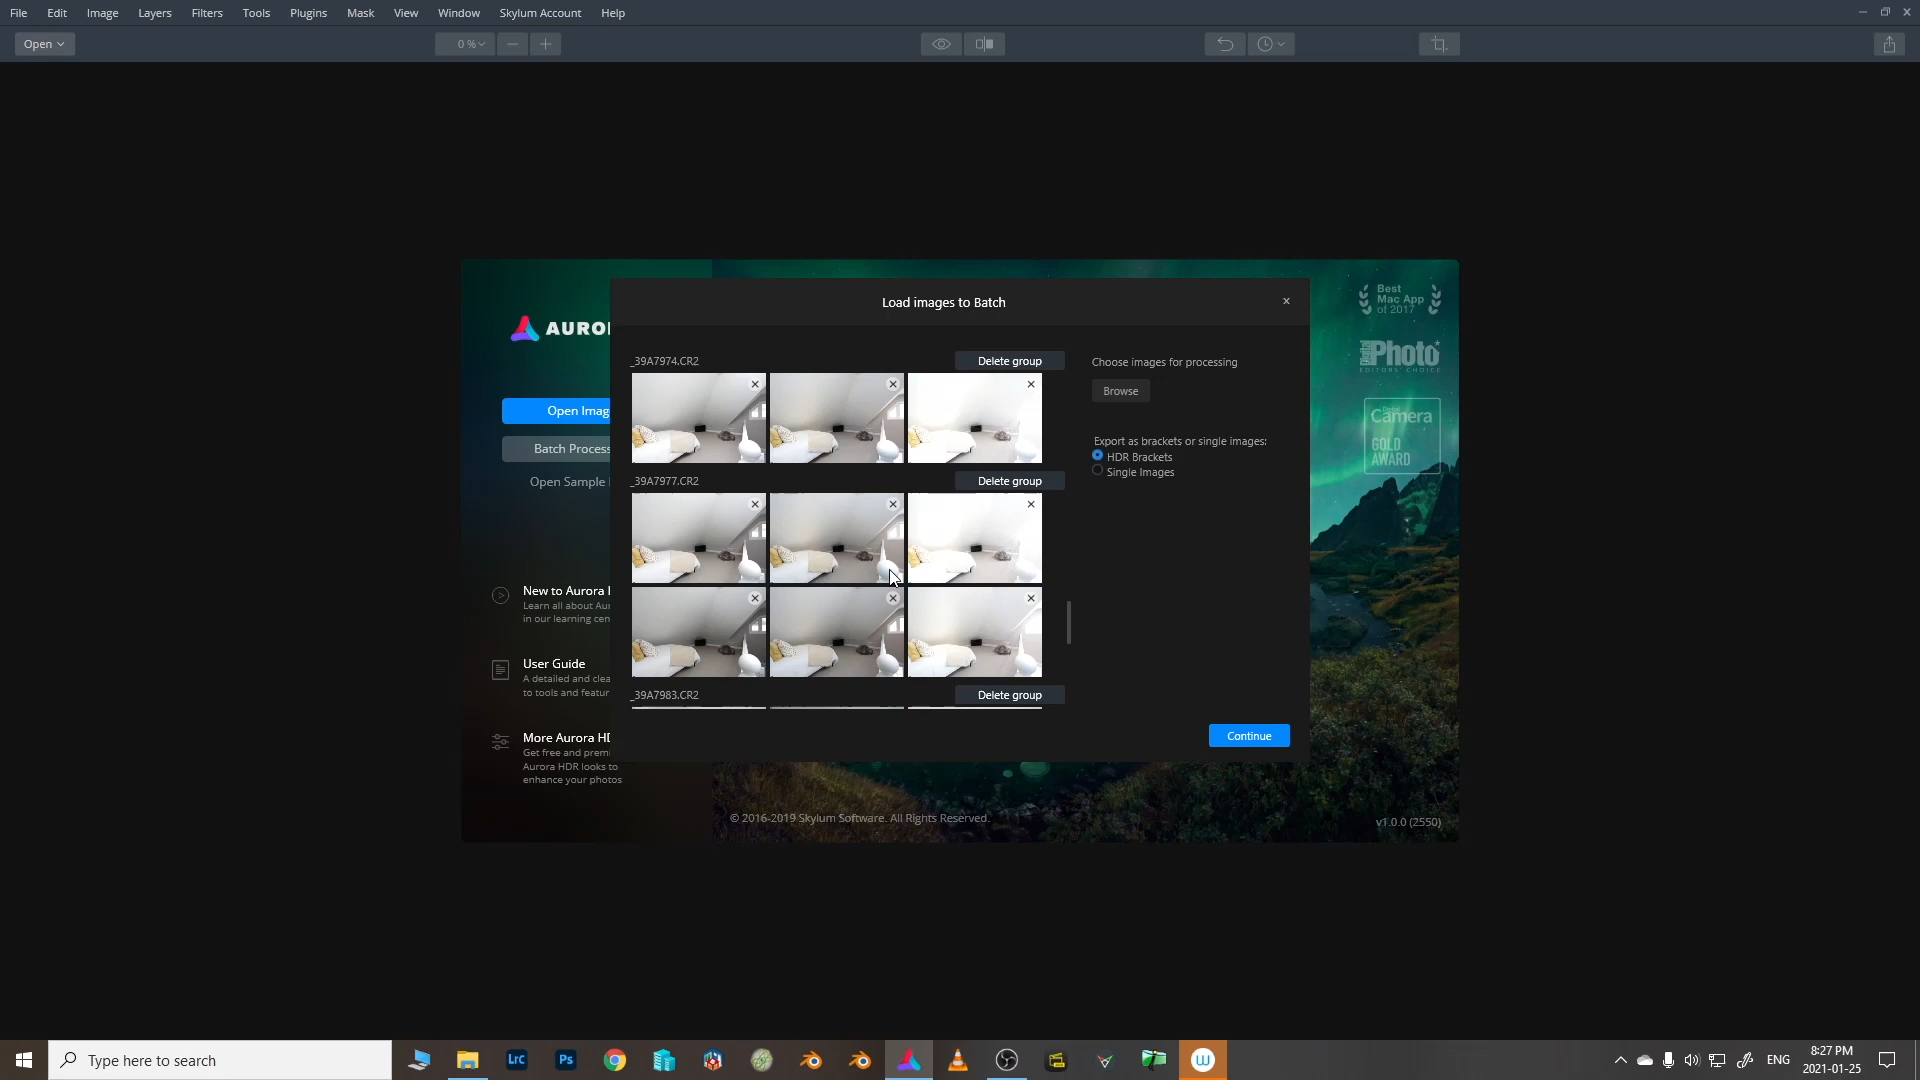 File Edit Image Layers Filters Tools Plugins Mask View Window Skylum Account Help
Open 0 %
Load images to Batch
Best
Mac App
of 2017
AURO
_39A7974.CR2 Delete group
Choose images for processing
Browse
Digital
Photo
EDITORS' CHOICE
Digital
Camera
GOLD
AWARD
Open Imag
Batch Process
Open Sample
Export as brackets or single images:
HDR Brackets
Single Images
_39A7977.CR2 Delete group
New to Aurora
Learn all about Au
in our learning cen
User Guide
A detailed and clea
to tools and featur
_39A7983.CR2 Delete group
Continue
More Aurora HD
Get free and premi
Aurora HDR looks to
enhance your photos
© 2016-2019 Skylum Software. All Rights Reserved.
v1.0.0 (2550)
Type here to search
LrC Ps
ENG
8:27 PM
2021-01-25